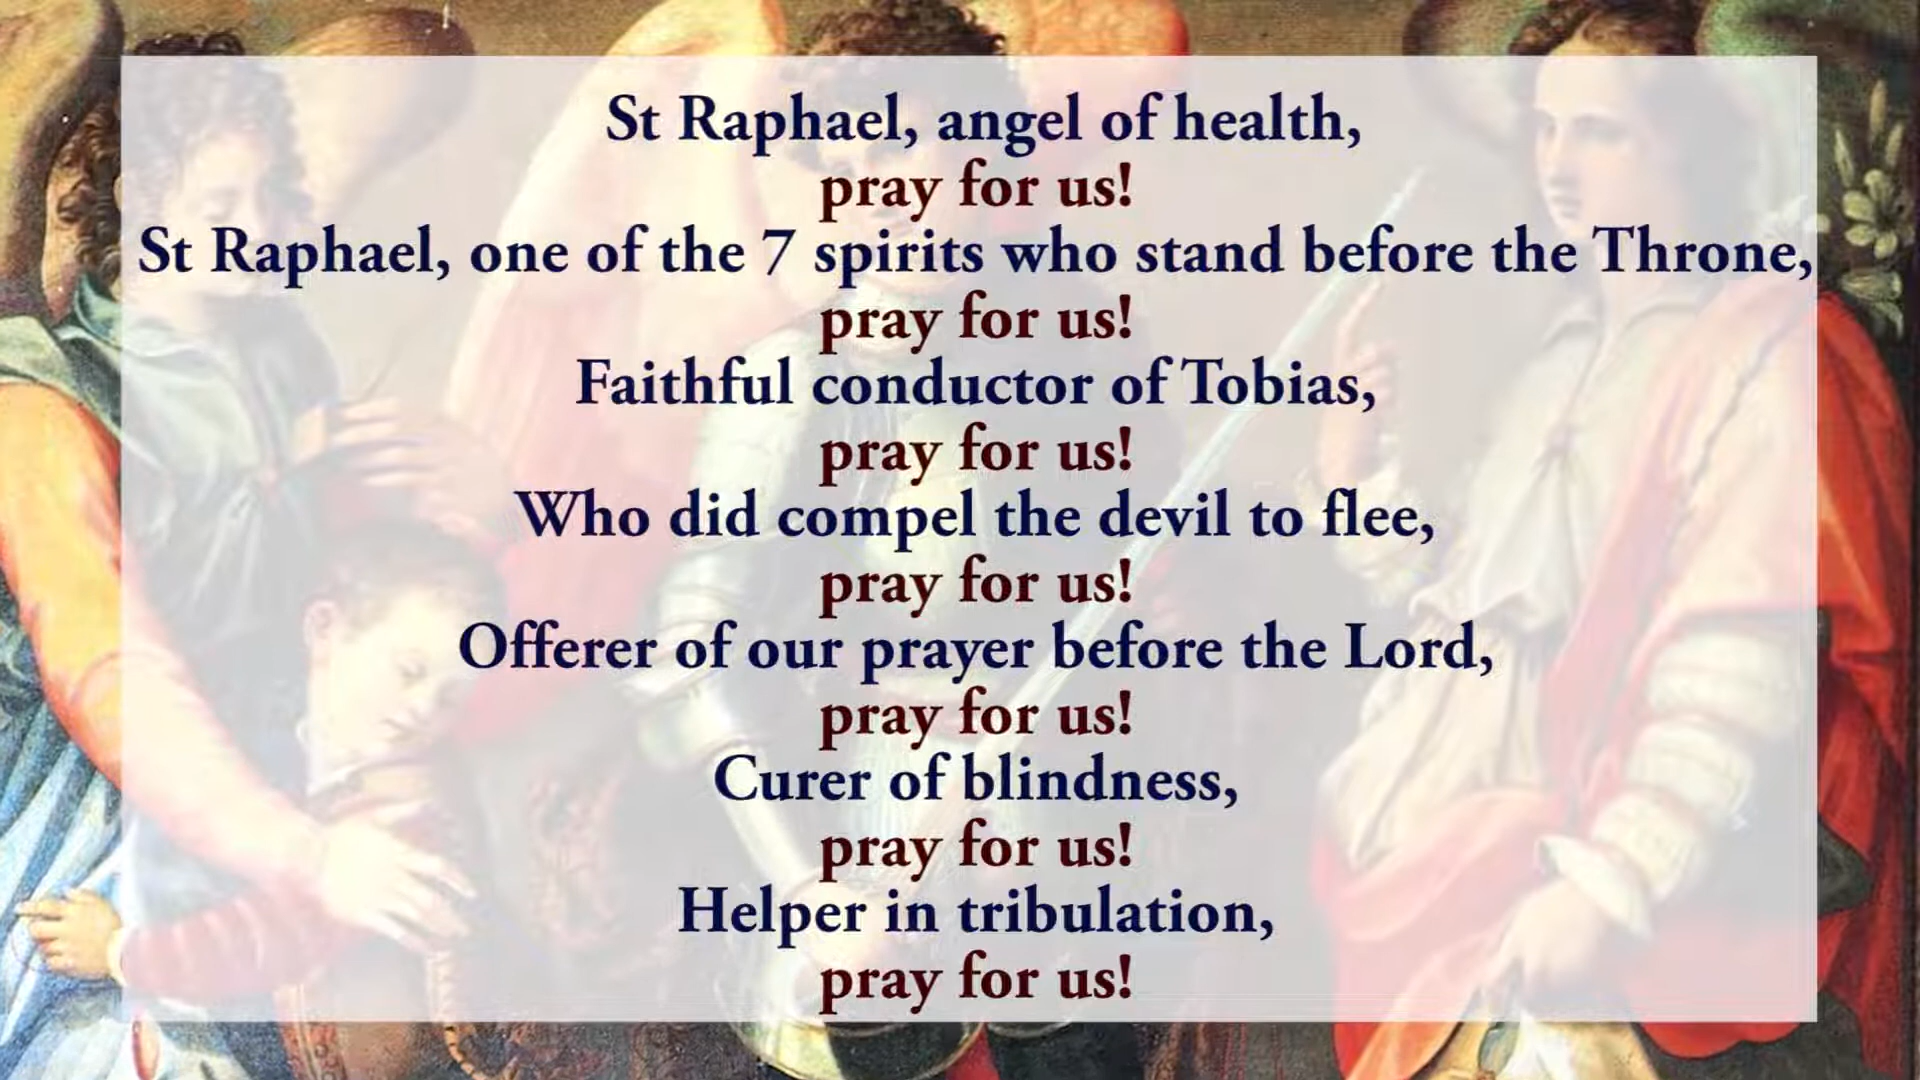 St Raphael, angel of health,
pray for us!
St Raphael, one of the 7 spirits who stand before the Throne,
pray for us!
Faithful conductor of Tobias,
pray for us!
Who did compel the devil to flee,
pray for us!
Offerer of our prayer before the Lord,
pray for us!
Curer of blindness,
pray for us!
Helper in tribulation,
pray for us!